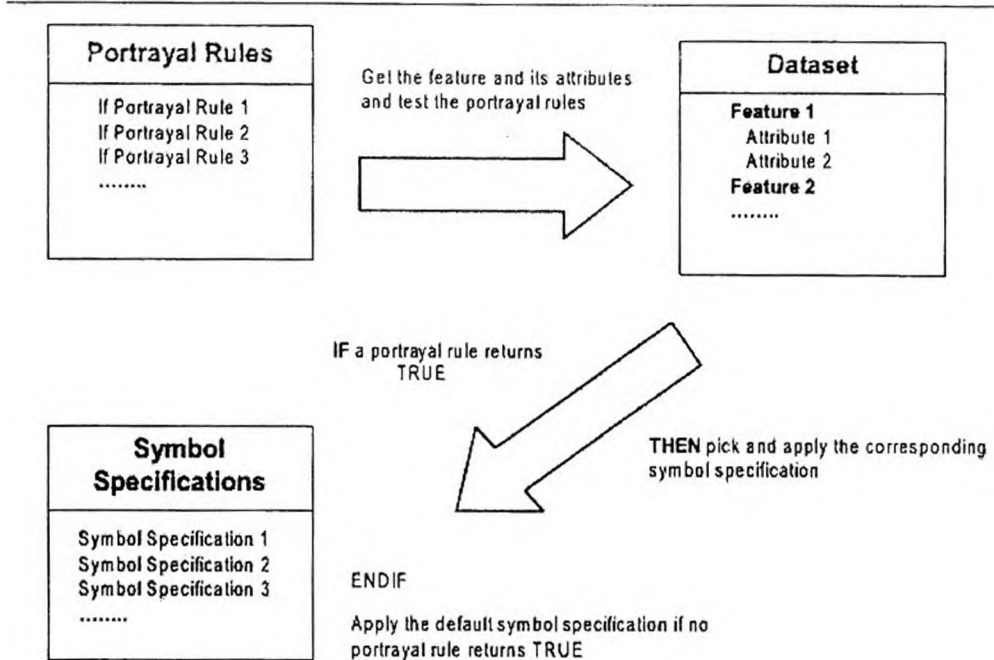 Portrayal Rules
If Portrayal Rule 1
If Portrayal Rule 2
If Portrayal Rule 3
........
Get the feature and its attributes
and test the portrayal rules
Dataset
Feature 1
Attribute 1
Attribute 2
Feature 2
........
IF a portrayal rule returns
TRUE
THEN pick and apply the corresponding
symbol specification
Symbol
Specifications
Symbol Specification 1
Symbol Specification 2
Symbol Specification 3
........
ENDIF
Apply the default symbol specification if no
portrayal rule returns TRUE